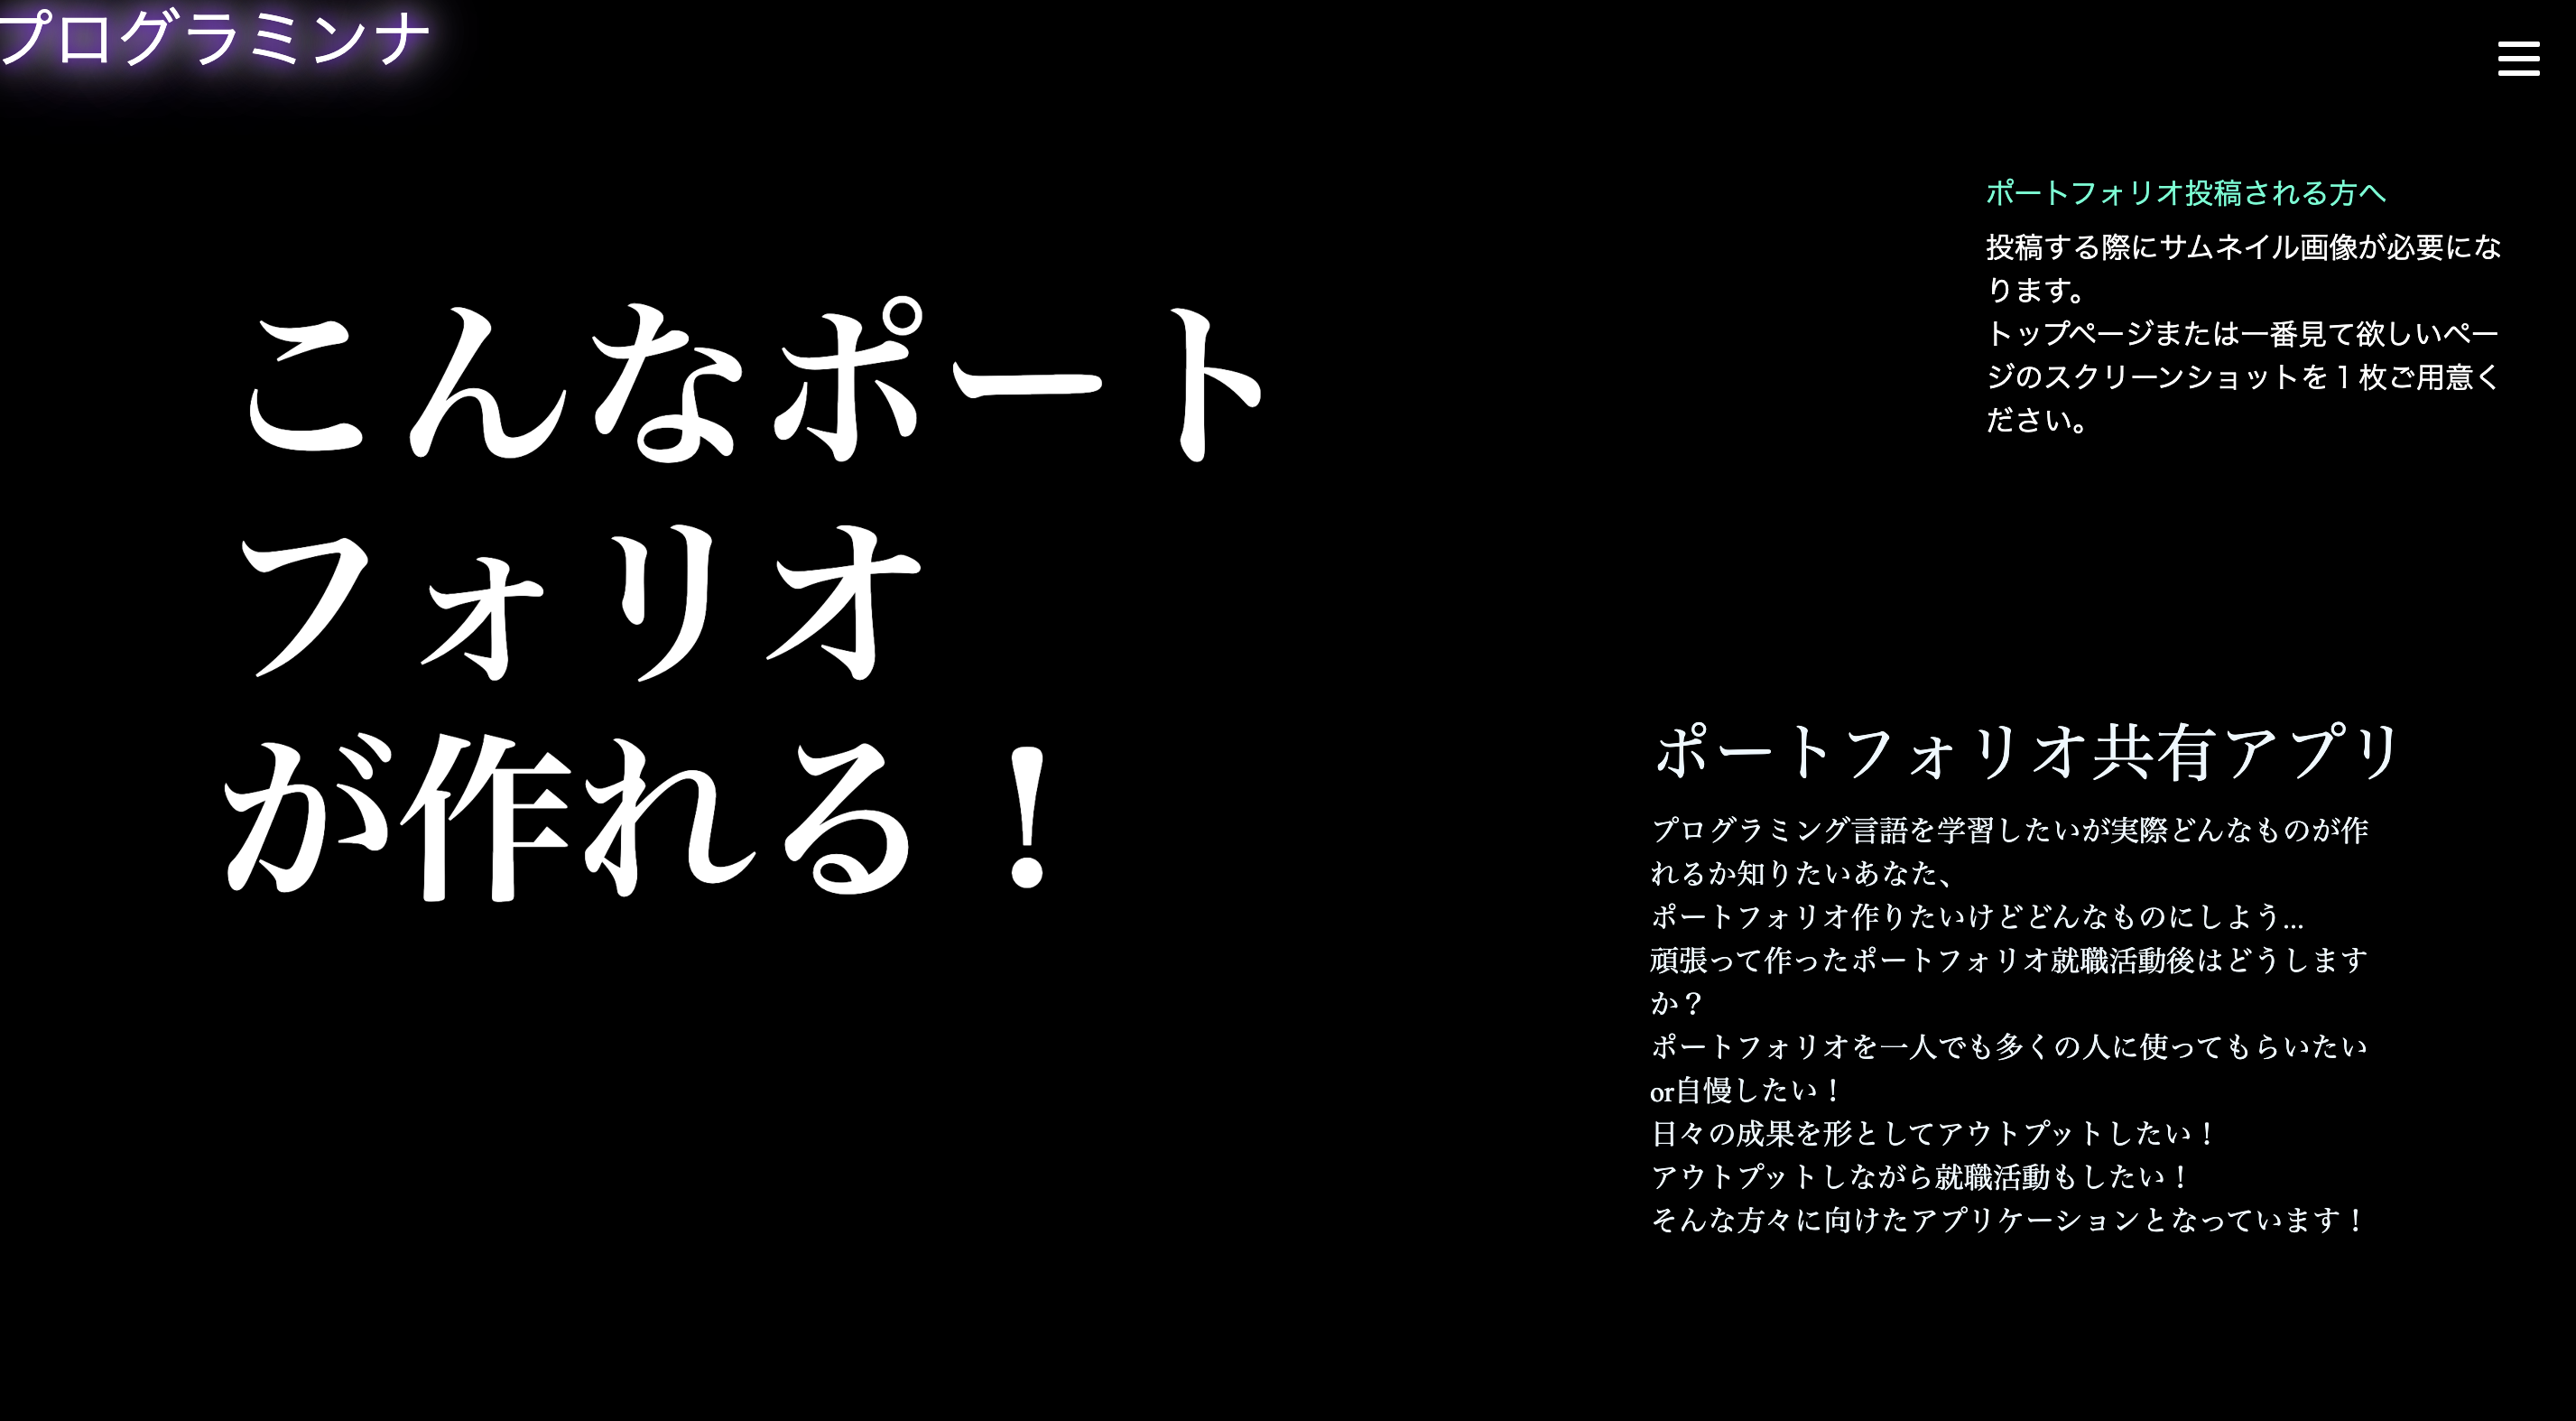 プログラミンナ
ポートフォリオ投稿される方へ
投稿する際にサムネイル画像が必要にな
ります。
トップページまたは一番見て欲しいペー
ジのスクリーンショットを１枚ご用意く
ださい。
こんなポート
フォリオ
が作れる！
ポートフォリオ共有アプリ
プログラミング言語を学習したいが実際どんなものが作
れるか知りたいあなた、
ポートフォリオ作りたいけどどんなものにしよう...
頑張って作ったポートフォリオ就職活動後はどうします
か？
ポートフォリオを一人でも多くの人に使ってもらいたい
or自慢したい！
日々の成果を形としてアウトプットしたい！
アウトプットしながら就職活動もしたい！
そんな方々に向けたアプリケーションとなっています！